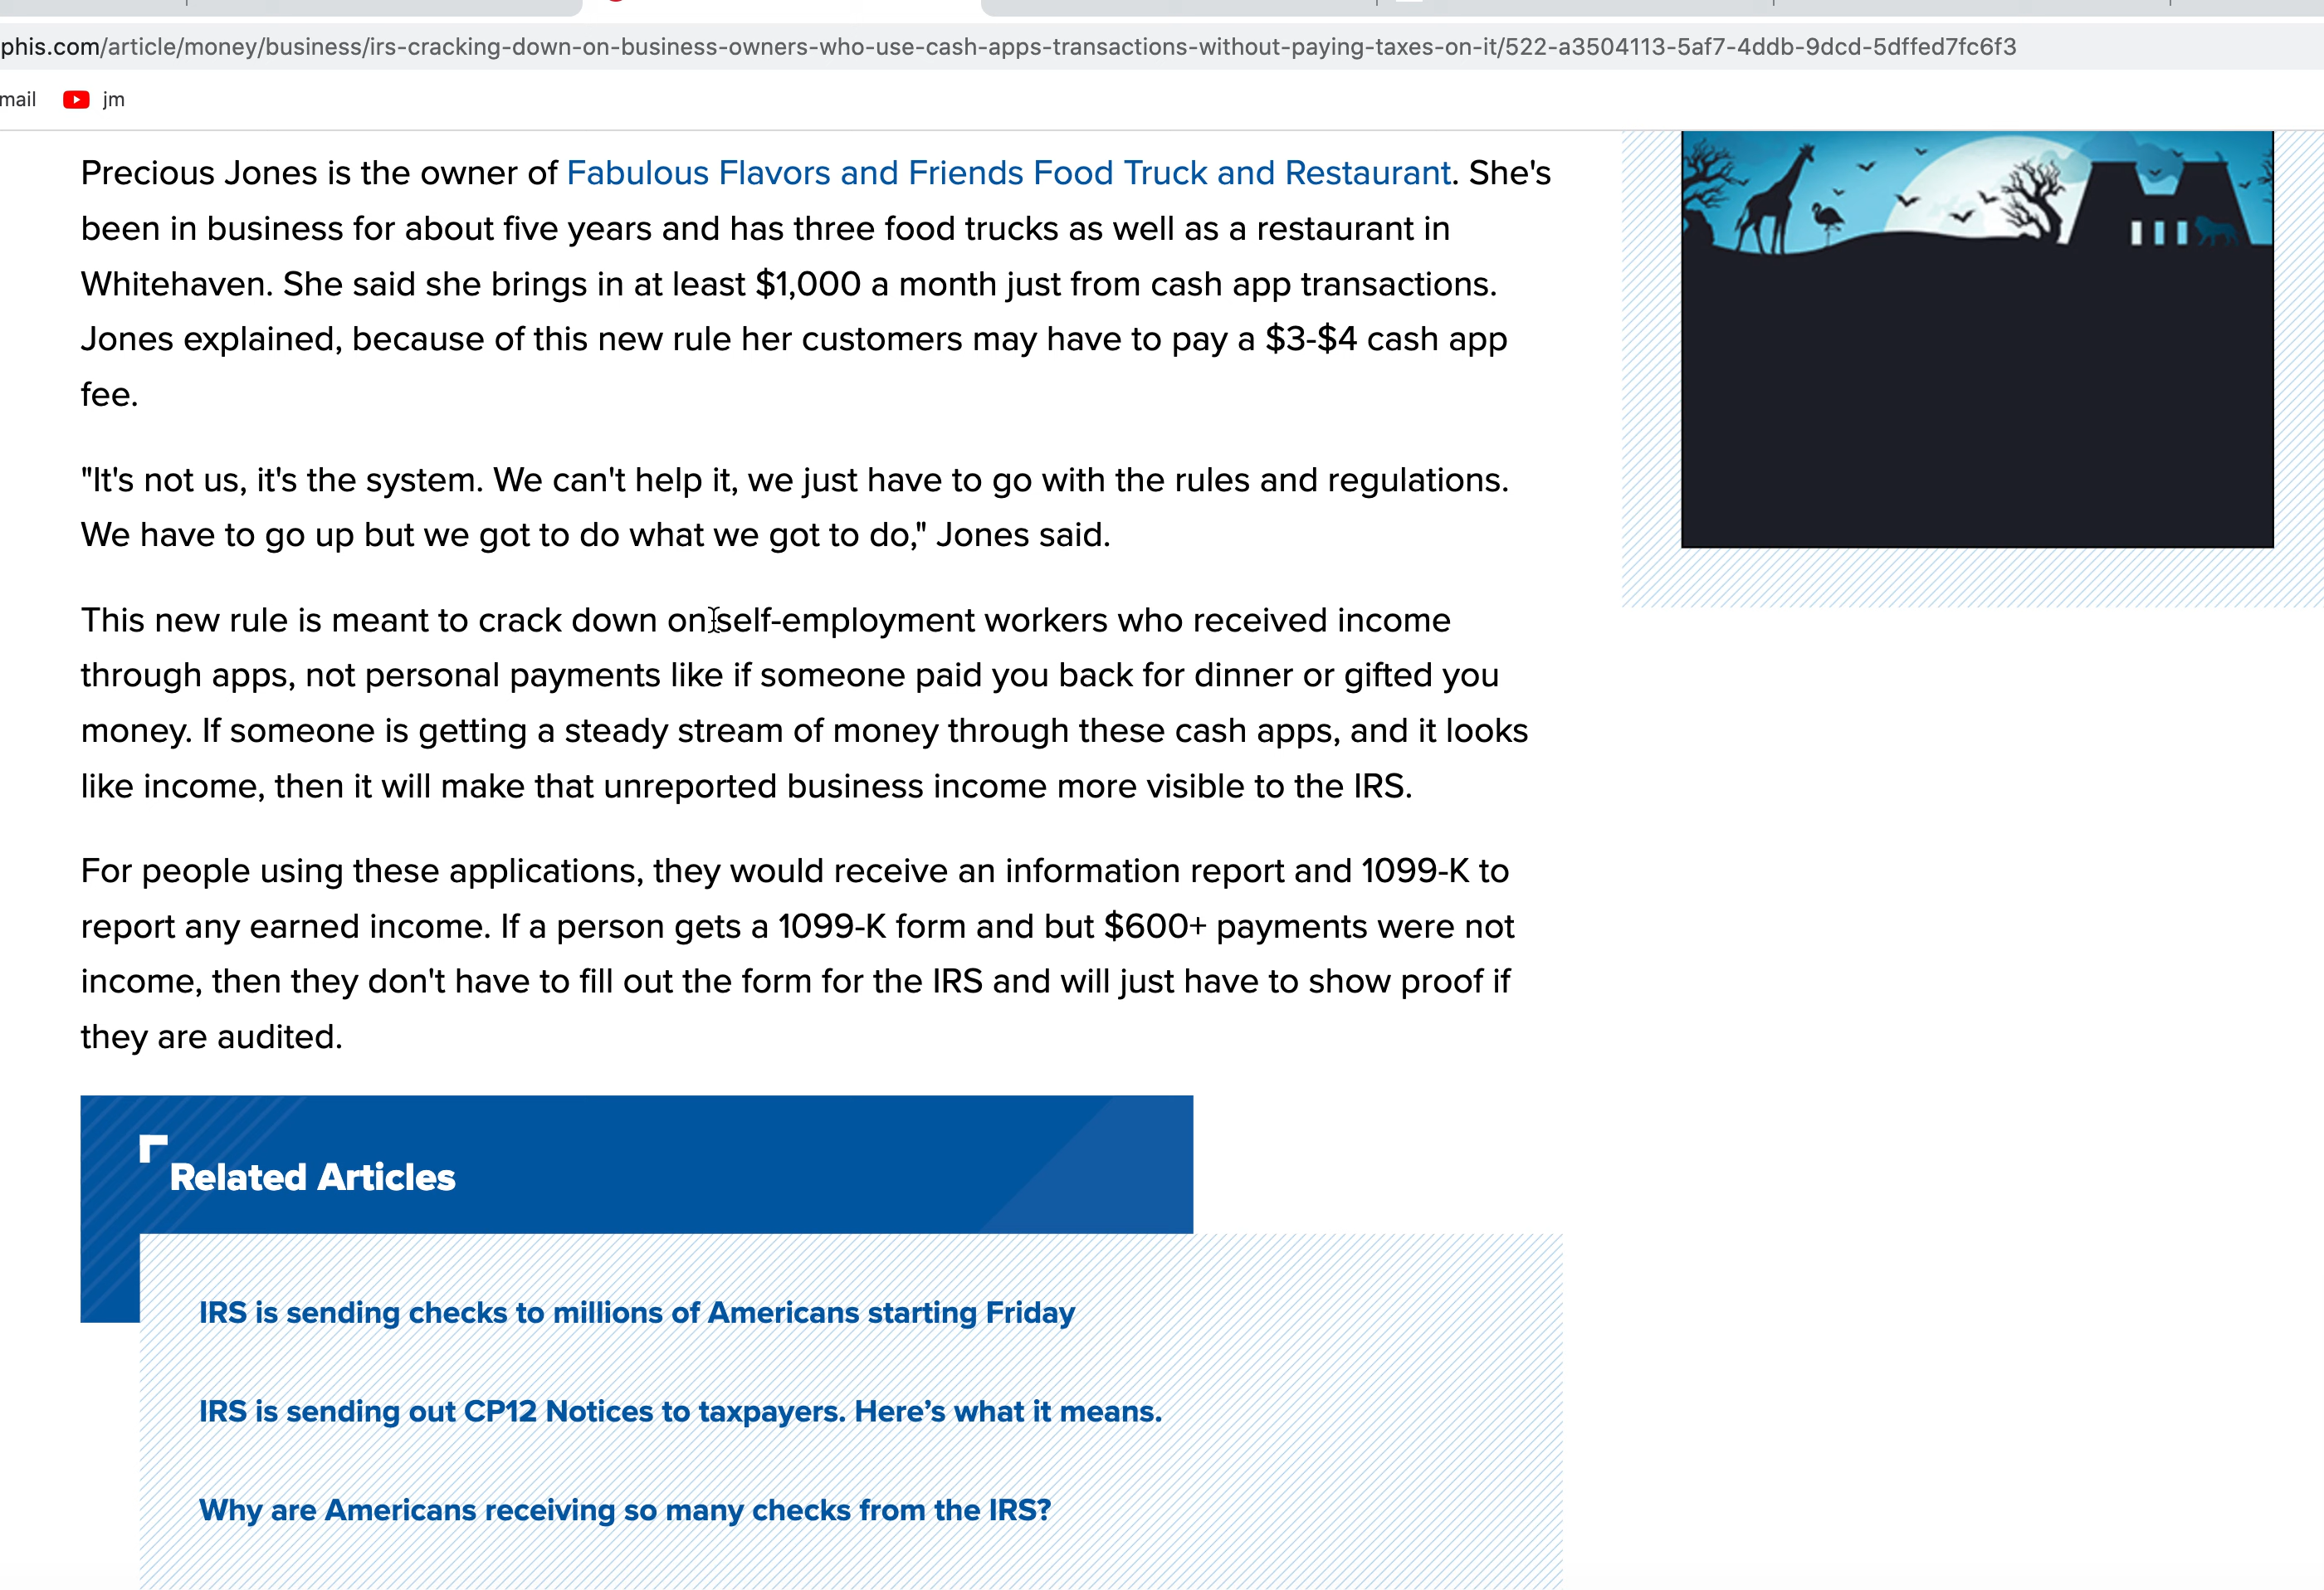 phis.com/article/money/business/irs-cracking-down-on-business-owners-who-use-cash-apps-transactions-without-paying-taxes-on-it/522-a3504113-5af7-4ddb-9dcd-5dffed7fc6f3
mail jm
Precious Jones is the owner of Fabulous Flavors and Friends Food Truck and Restaurant. She's
been in business for about five years and has three food trucks as well as a restaurant in
Whitehaven. She said she brings in at least $1,000 a month just from cash app transactions.
Jones explained, because of this new rule her customers may have to pay a $3-$4 cash app
fee.
"It's not us, it's the system. We can't help it, we just have to go with the rules and regulations.
We have to go up but we got to do what we got to do," Jones said.
This new rule is meant to crack down on self-employment workers who received income
through apps, not personal payments like if someone paid you back for dinner or gifted you
money. If someone is getting a steady stream of money through these cash apps, and it looks
like income, then it will make that unreported business income more visible to the IRS.
For people using these applications, they would receive an information report and 1099-K to
report any earned income. If a person gets a 1099-K form and but $600+ payments were not
income, then they don't have to fill out the form for the IRS and will just have to show proof if
they are audited.
Related Articles
IRS is sending checks to millions of Americans starting Friday
IRS is sending out CP12 Notices to taxpayers. Here’s what it means.
Why are Americans receiving so many checks from the IRS?